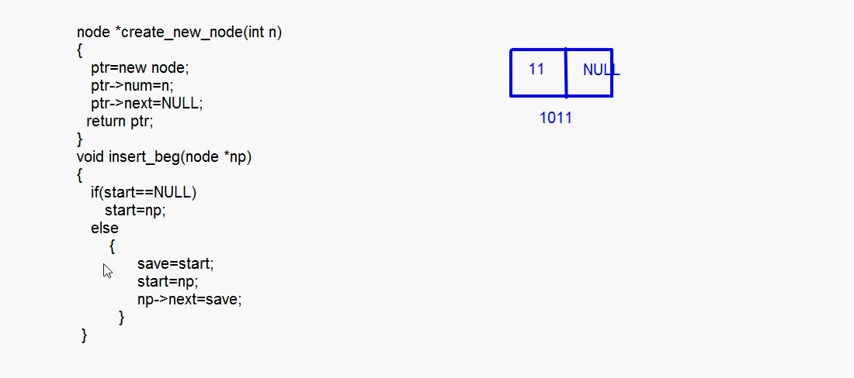 node *create_new_node(int n)
{
ptr=new node;
ptr->num=n;
ptr->next=NULL;
return ptr;
}
void insert_beg(node *np)
{
if(start==NULL)
start=np;
else
{
save=start;
start=np;
np->next=save;
}
}
11 NULL
1011